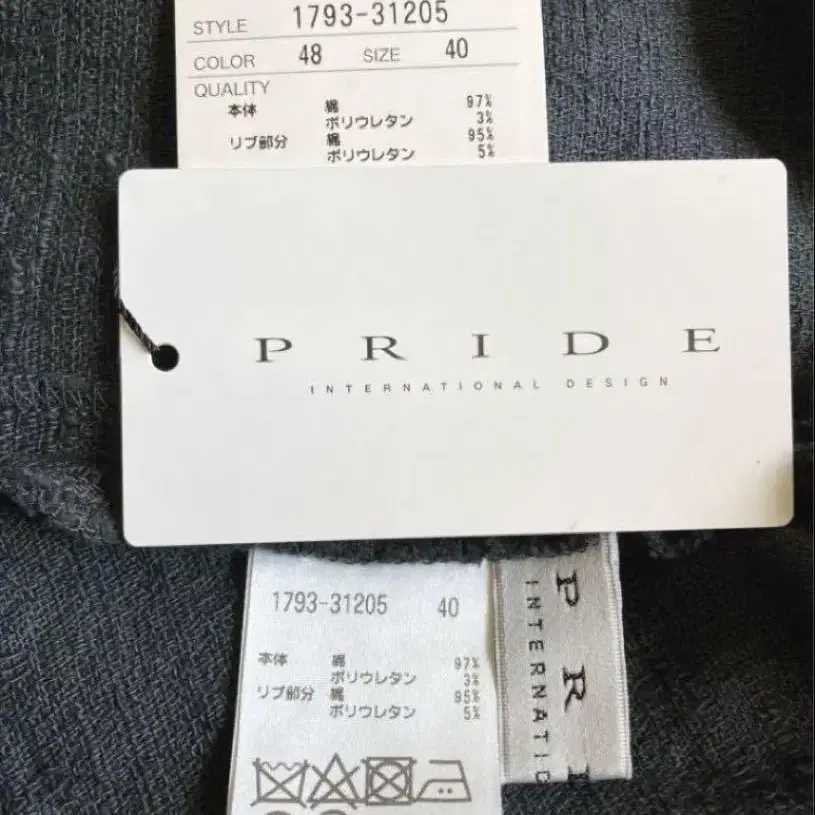 STYLE 1793-31205
COLOR 48 SIZE 40
QUALITY
本体 綿 97%
ポリウレタン 3%
リブ部分 綿 95%
ポリウレタン 5%
PRIDE
INTERNATIONAL DESIGN
1793-31205 40
本体 綿 97%
ポリウレタン 3%
リブ部分 綿 95%
ポリウレタン 5%
P R
INTERNATIO